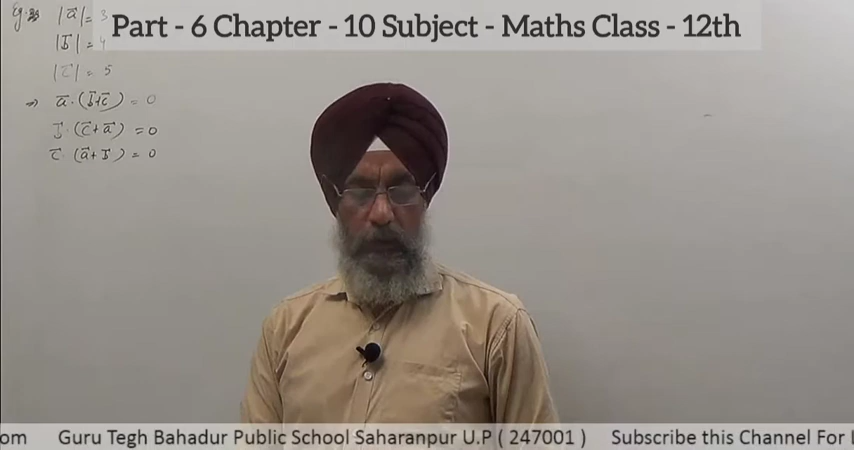 Part - 6 Chapter - 10 Subject - Maths Class - 12th
|a⃗| = 3
|b⃗| = 4
|c⃗| = 5
⇒ a⃗·(b⃗+c⃗) = 0
b⃗·(c⃗+a⃗) = 0
c⃗·(a⃗+b⃗) = 0
om Guru Tegh Bahadur Public School Saharanpur U.P ( 247001 ) Subscribe this Channel For